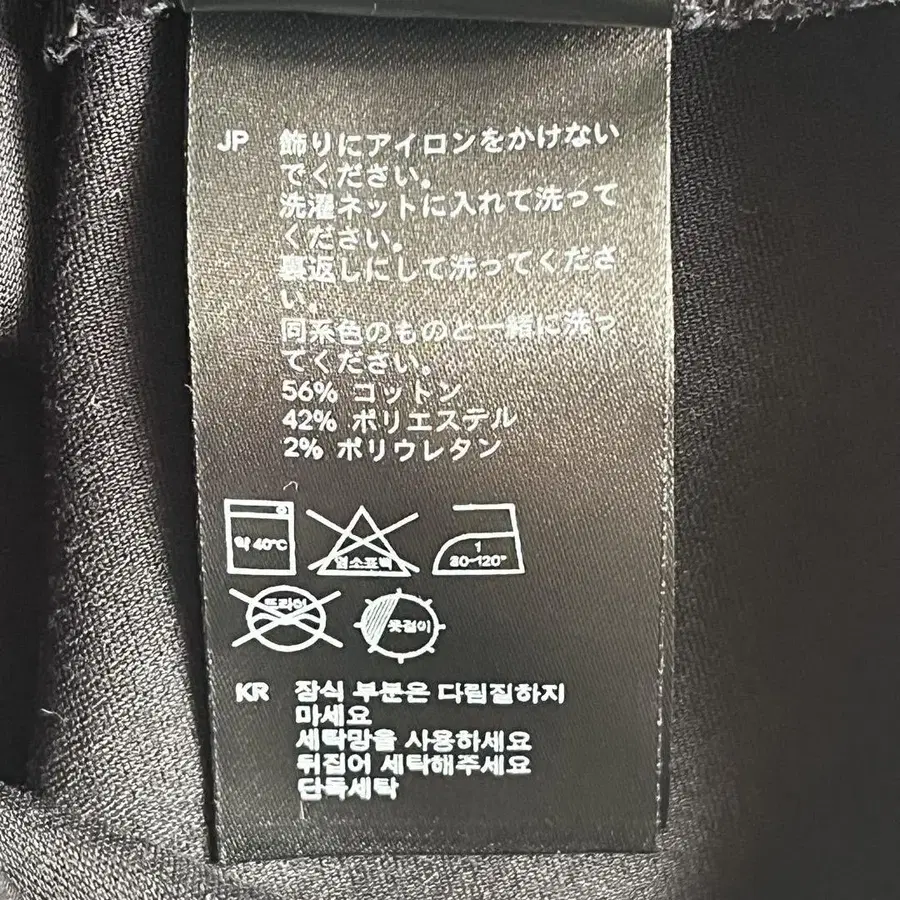 JP 飾りにアイロンをかけない
でください。
洗濯ネットに入れて洗って
ください。
裏返しにして洗ってくださ
い。
同系色のものと一緒に洗っ
てください。
56% コットン
42% ポリエステル
2% ポリウレタン
약 40°C
염소표백
1
80-120°
드라이
옷걸이
KR 장식 부분은 다림질하지
마세요
세탁망을 사용하세요
뒤집어 세탁해주세요
단독세탁